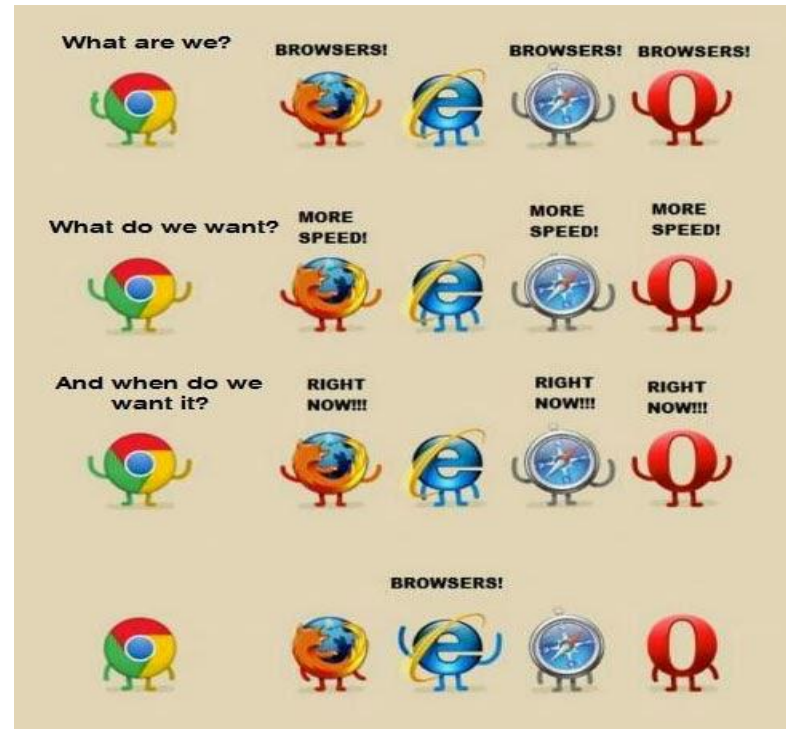 What are we?
BROWSERS!
BROWSERS!
BROWSERS!
What do we want?
MORE
SPEED!
MORE
SPEED!
MORE
SPEED!
And when do we
want it?
RIGHT
NOW!!!
RIGHT
NOW!!!
RIGHT
NOW!!!
BROWSERS!